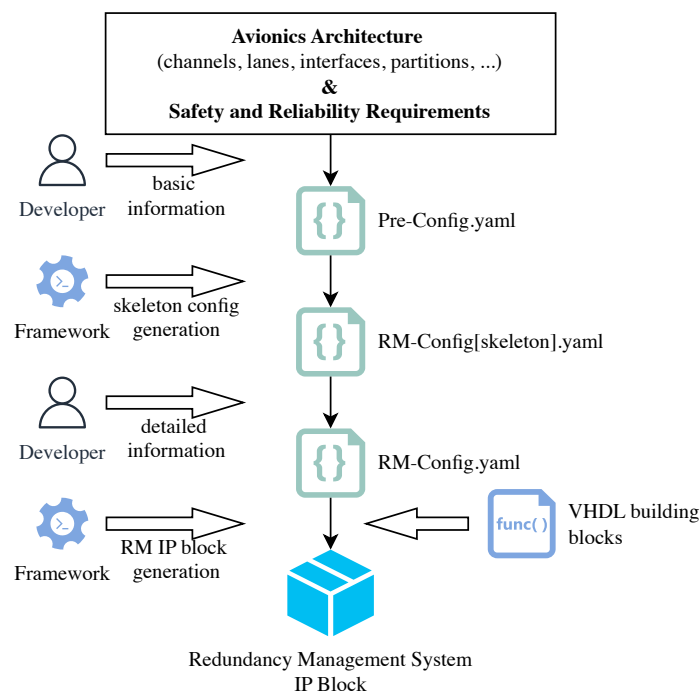 Avionics Architecture
(channels, lanes, interfaces, partitions, ...)
&
Safety and Reliability Requirements
Developer
basic
information
{}
Pre-Config.yaml
Framework
skeleton config
generation
{}
RM-Config[skeleton].yaml
Developer
detailed
information
{}
RM-Config.yaml
Framework
RM IP block
generation
func( )
VHDL building
blocks
Redundancy Management System
IP Block